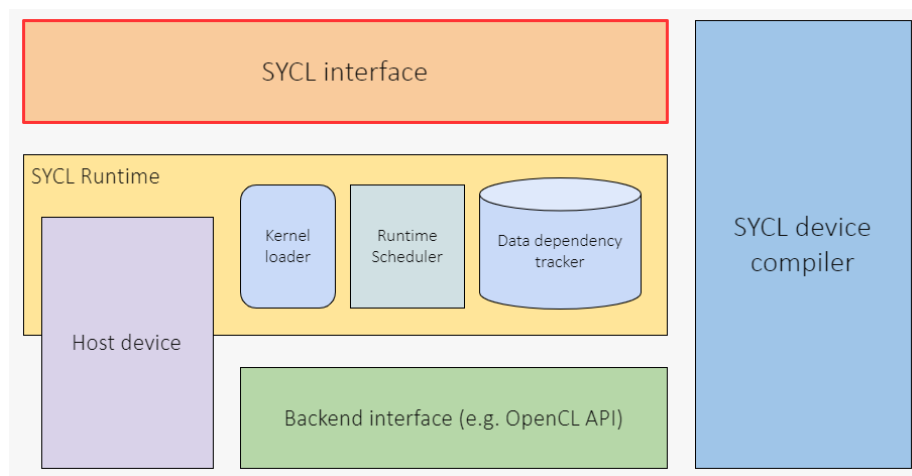 SYCL interface
SYCL Runtime
Kernel
loader
Runtime
Scheduler
Data dependency
tracker
Host device
Backend interface (e.g. OpenCL API)
SYCL device
compiler